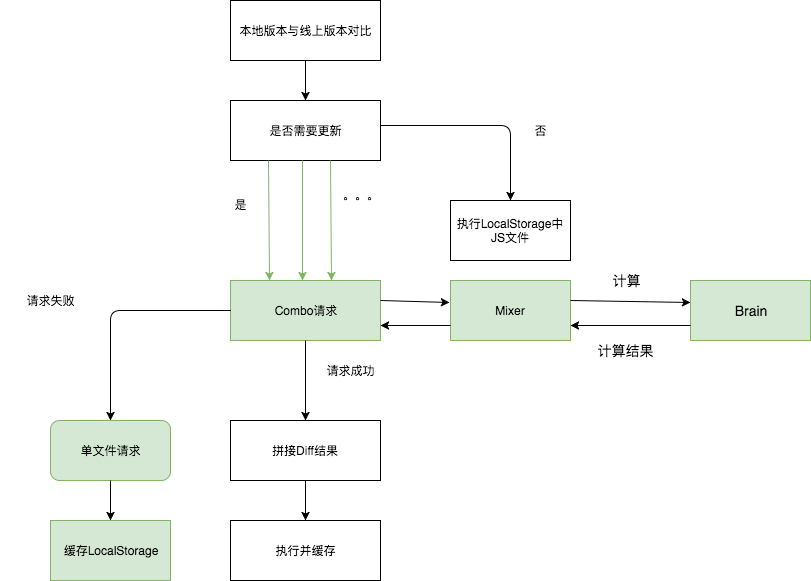 本地版本与线上版本对比
是否需要更新
否
是
。。。
执行LocalStorage中
JS文件
请求失败
Combo请求
Mixer
计算
Brain
计算结果
请求成功
单文件请求
拼接Diff结果
缓存LocalStorage
执行并缓存